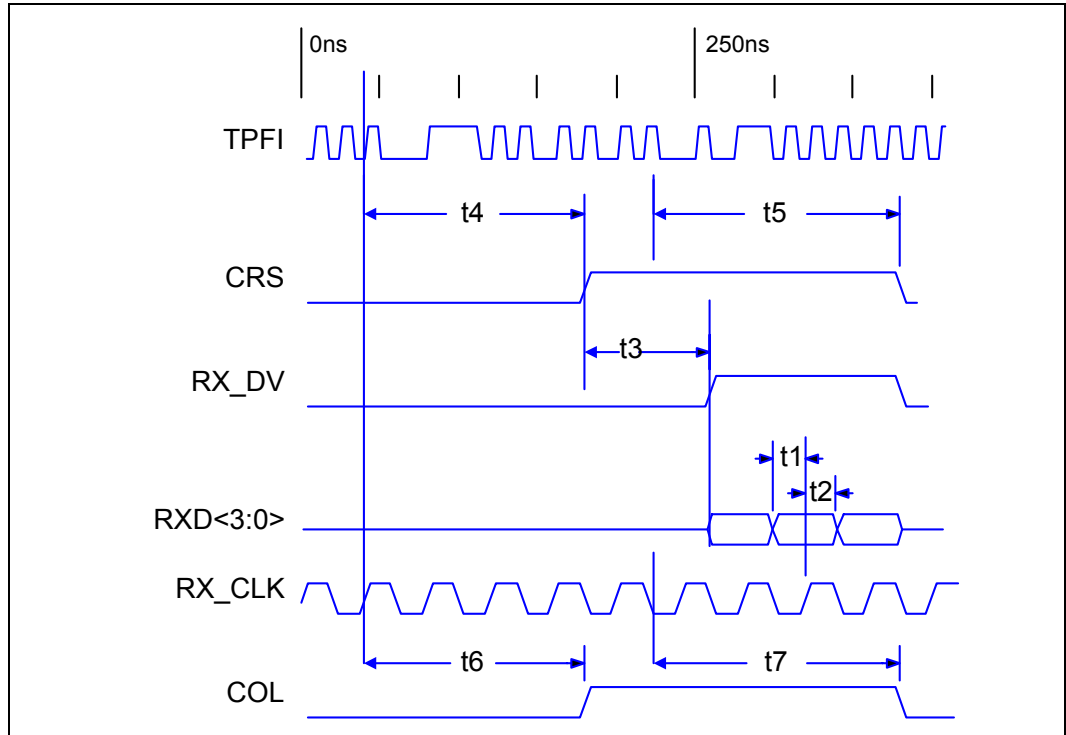 0ns
250ns
TPFI
t4
t5
CRS
t3
RX_DV
t1
t2
RXD<3:0>
RX_CLK
t6
t7
COL